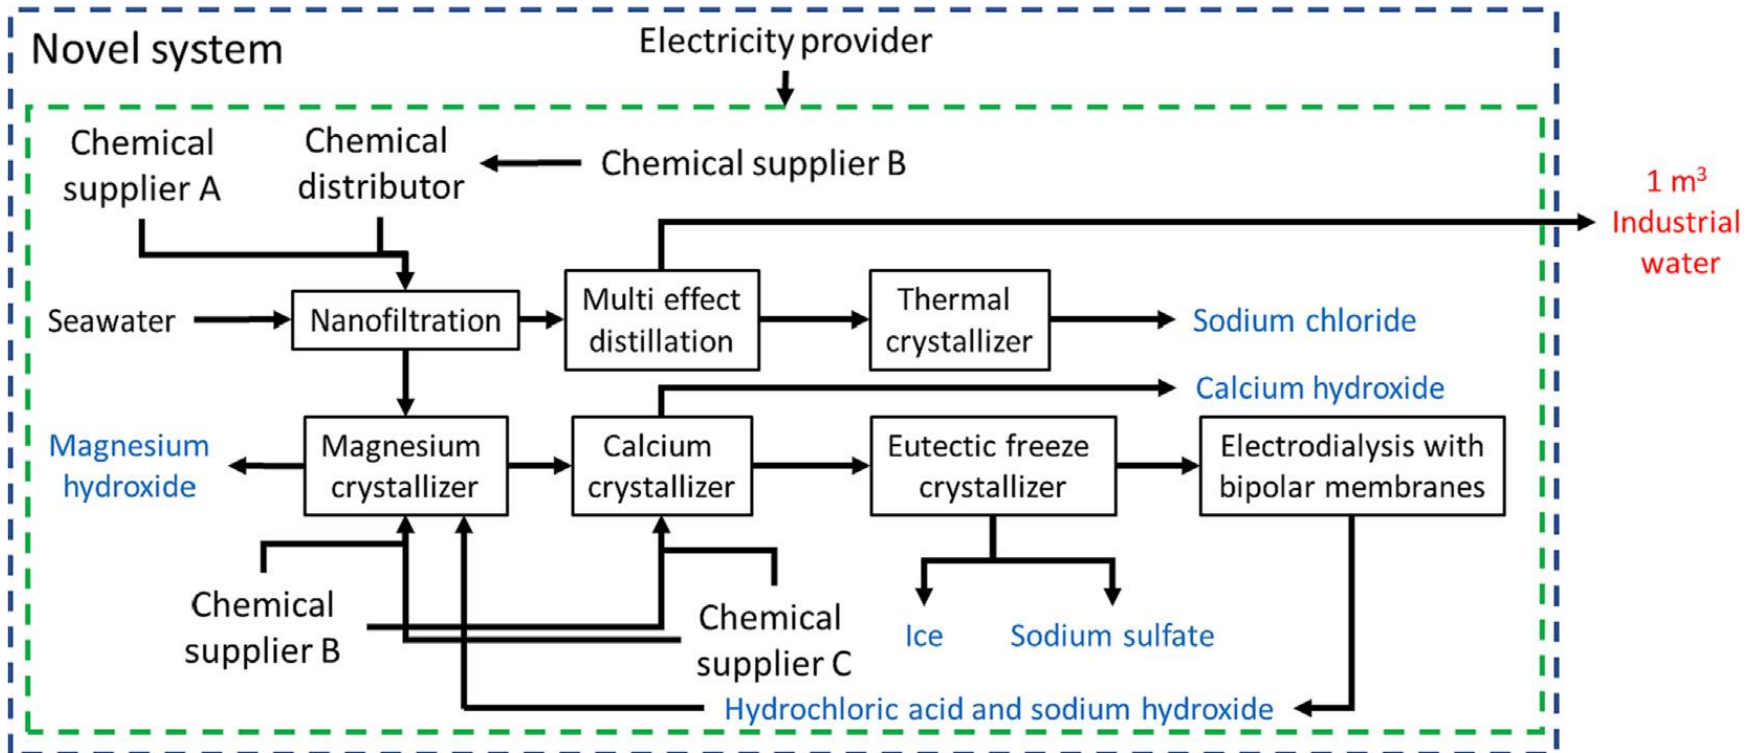 Novel system
Electricity provider
Chemical
supplier A
Chemical
distributor
Chemical supplier B
1 m³
Industrial
water
Seawater
Nanofiltration
Multi effect
distillation
Thermal
crystallizer
Sodium chloride
Calcium hydroxide
Magnesium
hydroxide
Magnesium
crystallizer
Calcium
crystallizer
Eutectic freeze
crystallizer
Electrodialysis with
bipolar membranes
Chemical
supplier B
Chemical
supplier C
Ice
Sodium sulfate
Hydrochloric acid and sodium hydroxide